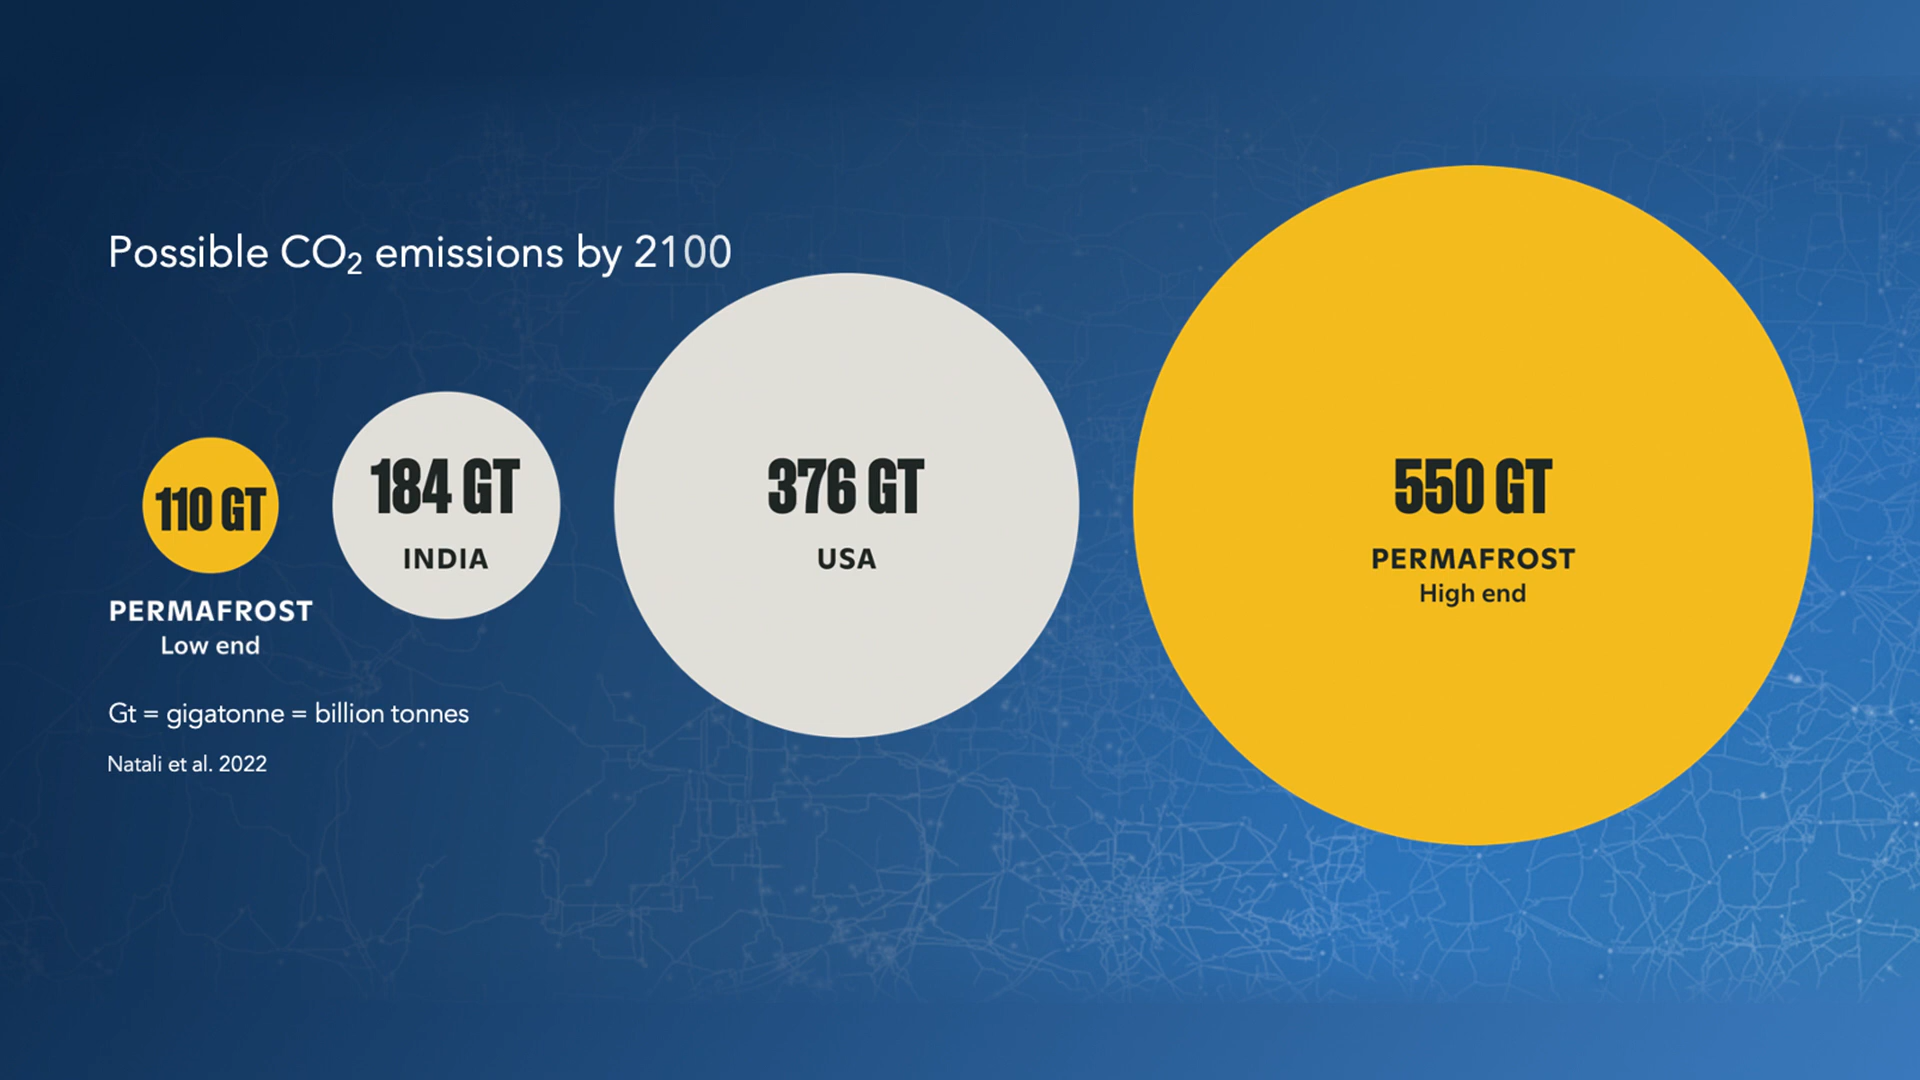 Possible CO₂ emissions by 2100
110 GT
PERMAFROST
Low end
184 GT
INDIA
376 GT
USA
550 GT
PERMAFROST
High end
Gt = gigatonne = billion tonnes
Natali et al. 2022